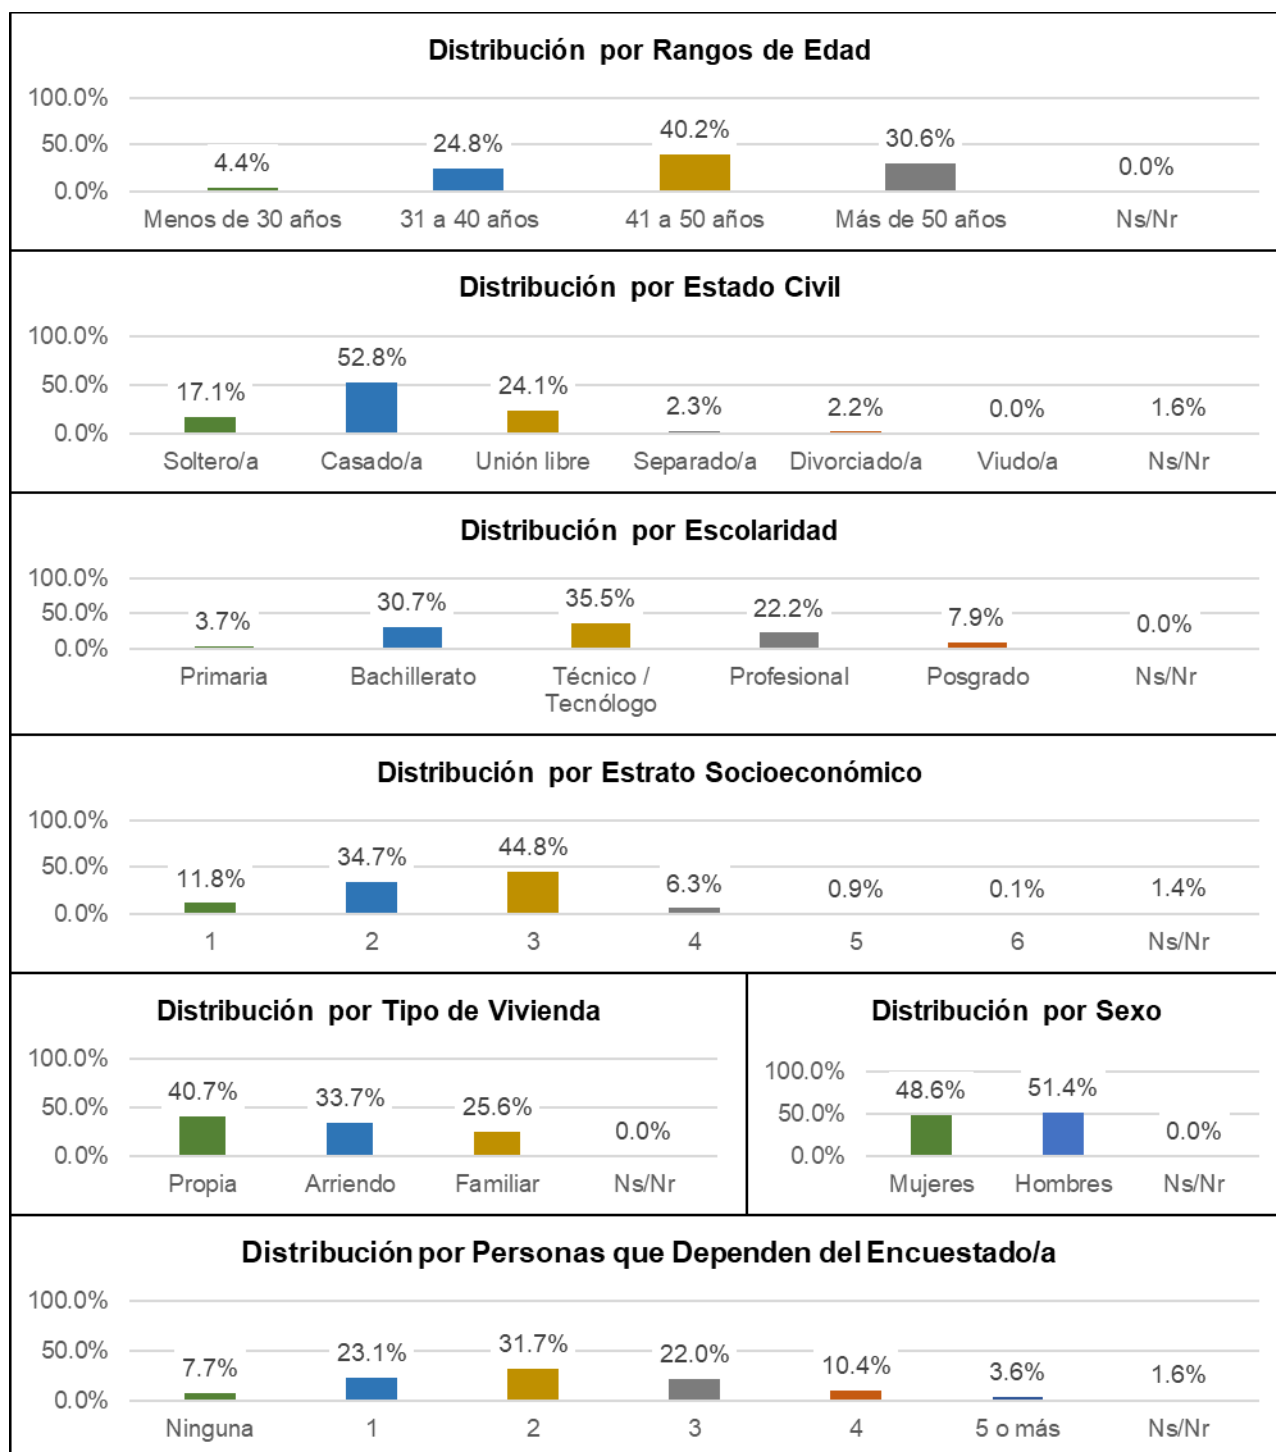 Distribución por Rangos de Edad
100.0%
50.0%
0.0%
4.4%
24.8%
40.2%
30.6%
0.0%
Menos de 30 años
31 a 40 años
41 a 50 años
Más de 50 años
Ns/Nr
Distribución por Estado Civil
100.0%
50.0%
0.0%
17.1%
52.8%
24.1%
2.3%
2.2%
0.0%
1.6%
Soltero/a
Casado/a
Unión libre
Separado/a
Divorciado/a
Viudo/a
Ns/Nr
Distribución por Escolaridad
100.0%
50.0%
0.0%
3.7%
30.7%
35.5%
22.2%
7.9%
0.0%
Primaria
Bachillerato
Técnico /
Tecnólogo
Profesional
Posgrado
Ns/Nr
Distribución por Estrato Socioeconómico
100.0%
50.0%
0.0%
11.8%
34.7%
44.8%
6.3%
0.9%
0.1%
1.4%
1
2
3
4
5
6
Ns/Nr
Distribución por Tipo de Vivienda
100.0%
50.0%
0.0%
40.7%
33.7%
25.6%
0.0%
Propia
Arriendo
Familiar
Ns/Nr
Distribución por Sexo
100.0%
50.0%
0.0%
48.6%
51.4%
0.0%
Mujeres
Hombres
Ns/Nr
Distribución por Personas que Dependen del Encuestado/a
100.0%
50.0%
0.0%
7.7%
23.1%
31.7%
22.0%
10.4%
3.6%
1.6%
Ninguna
1
2
3
4
5 o más
Ns/Nr